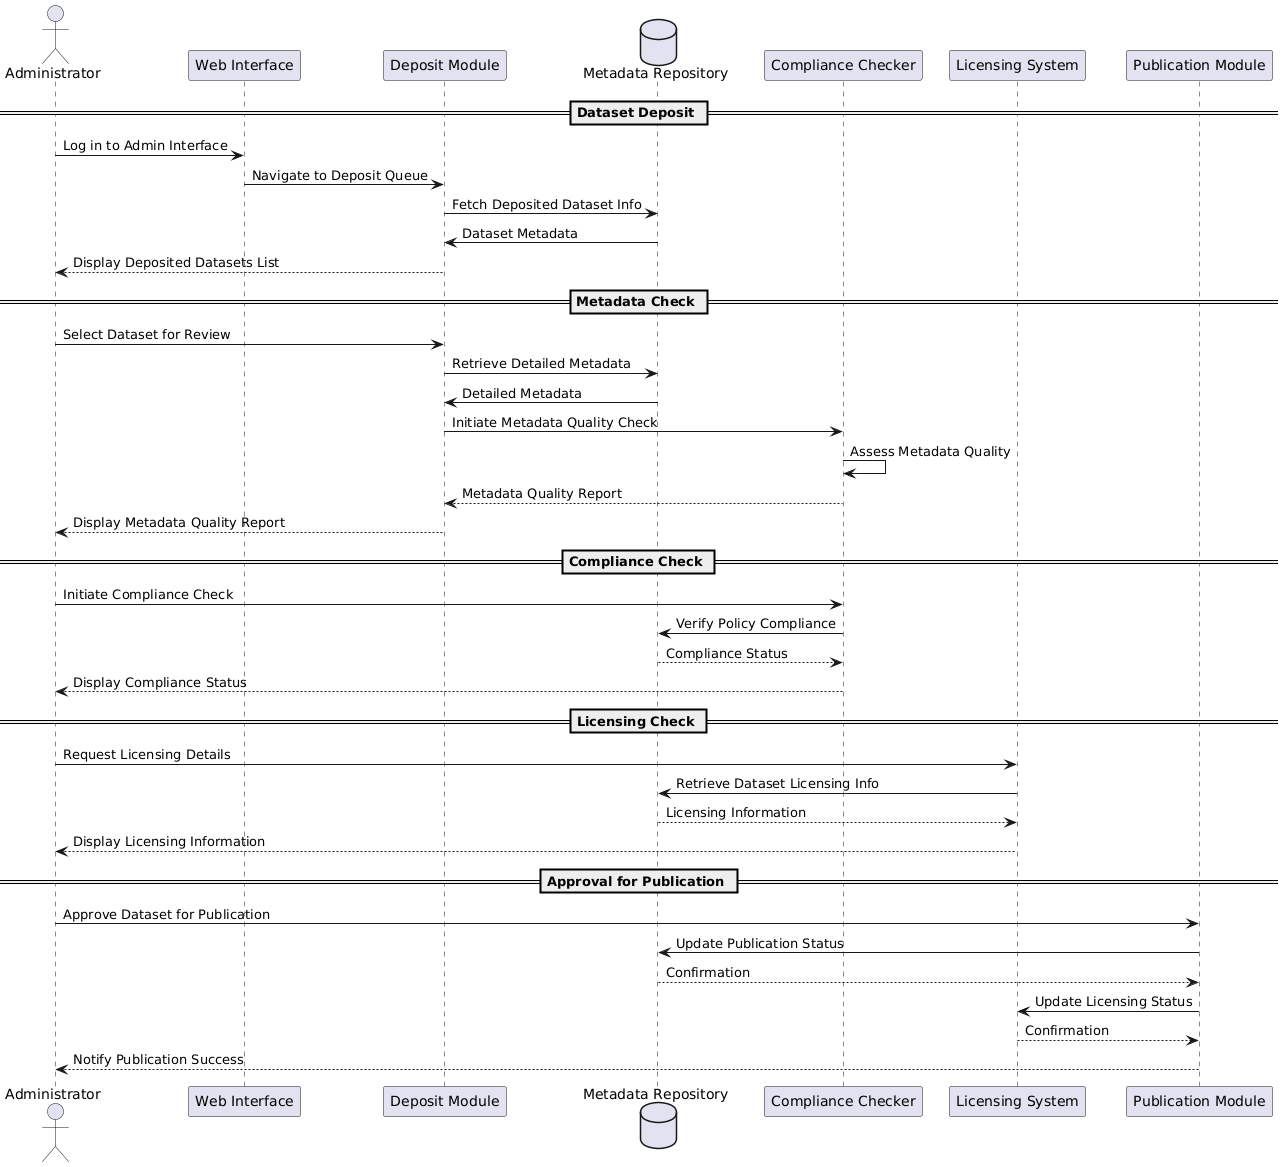 Administrator
Web Interface
Deposit Module
Metadata Repository
Compliance Checker
Licensing System
Publication Module
Dataset Deposit
Log in to Admin Interface
Navigate to Deposit Queue
Fetch Deposited Dataset Info
Dataset Metadata
Display Deposited Datasets List
Metadata Check
Select Dataset for Review
Retrieve Detailed Metadata
Detailed Metadata
Initiate Metadata Quality Check
Assess Metadata Quality
Metadata Quality Report
Display Metadata Quality Report
Compliance Check
Initiate Compliance Check
Verify Policy Compliance
Compliance Status
Display Compliance Status
Licensing Check
Request Licensing Details
Retrieve Dataset Licensing Info
Licensing Information
Display Licensing Information
Approval for Publication
Approve Dataset for Publication
Update Publication Status
Confirmation
Update Licensing Status
Confirmation
Notify Publication Success
Administrator
Web Interface
Deposit Module
Metadata Repository
Compliance Checker
Licensing System
Publication Module